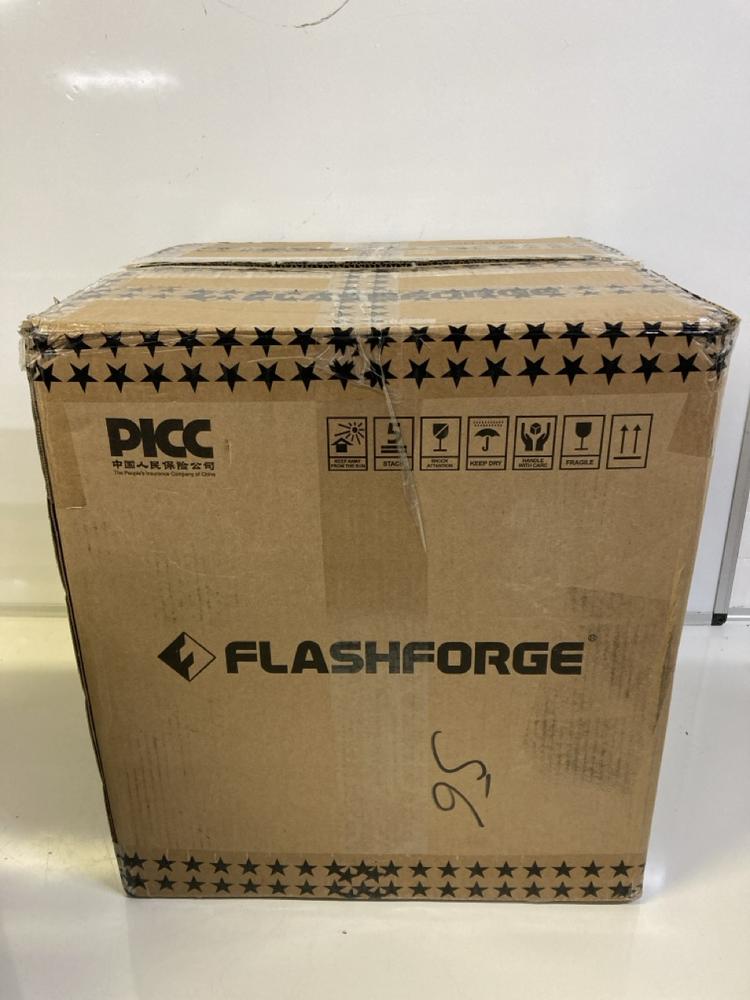 PICC
中国人民保险公司
The People's Insurance Company of China
KEEP AWAY
FROM THE SUN
5
STACK
SHOCK
ATTENTION
KEEP DRY
HANDLE
WITH CARE
FRAGILE
FLASHFORGE®